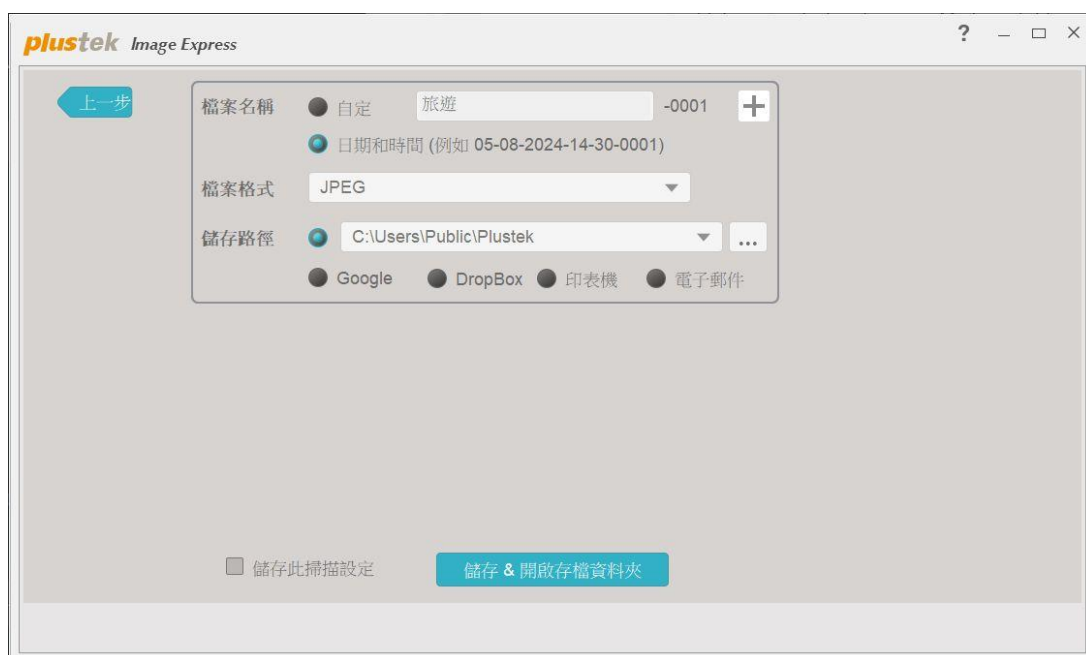 plustek Image Express ?
上一步
檔案名稱 自定 旅遊 -0001 +
日期和時間 (例如 05-08-2024-14-30-0001)
檔案格式 JPEG
儲存路徑 C:\Users\Public\Plustek ...
Google DropBox 印表機 電子郵件
儲存此掃描設定 儲存 & 開啟存檔資料夾